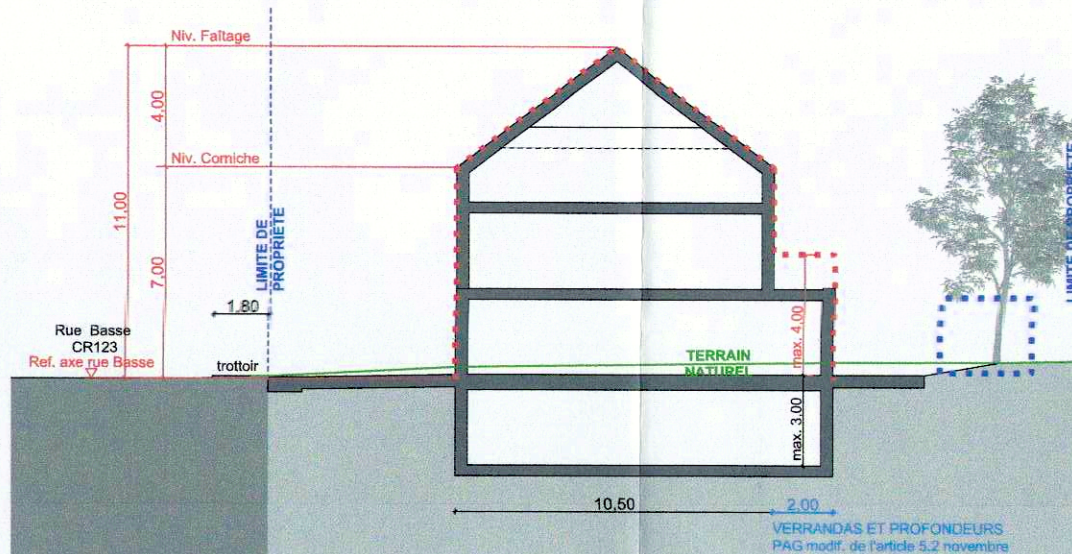 Niv. Faîtage
4,00
Niv. Corniche
11,00
7,00
LIMITE DE
PROPRIÉTÉ
LIMITE DE PROPRIÉTÉ
1,80
Rue Basse
CR123
Ref. axe rue Basse
trottoir
TERRAIN
NATUREL
max. 4,00
max. 3,00
10,50
2,00
VERRANDAS ET PROFONDEURS
PAG modif. de l'article 5.2 novembre